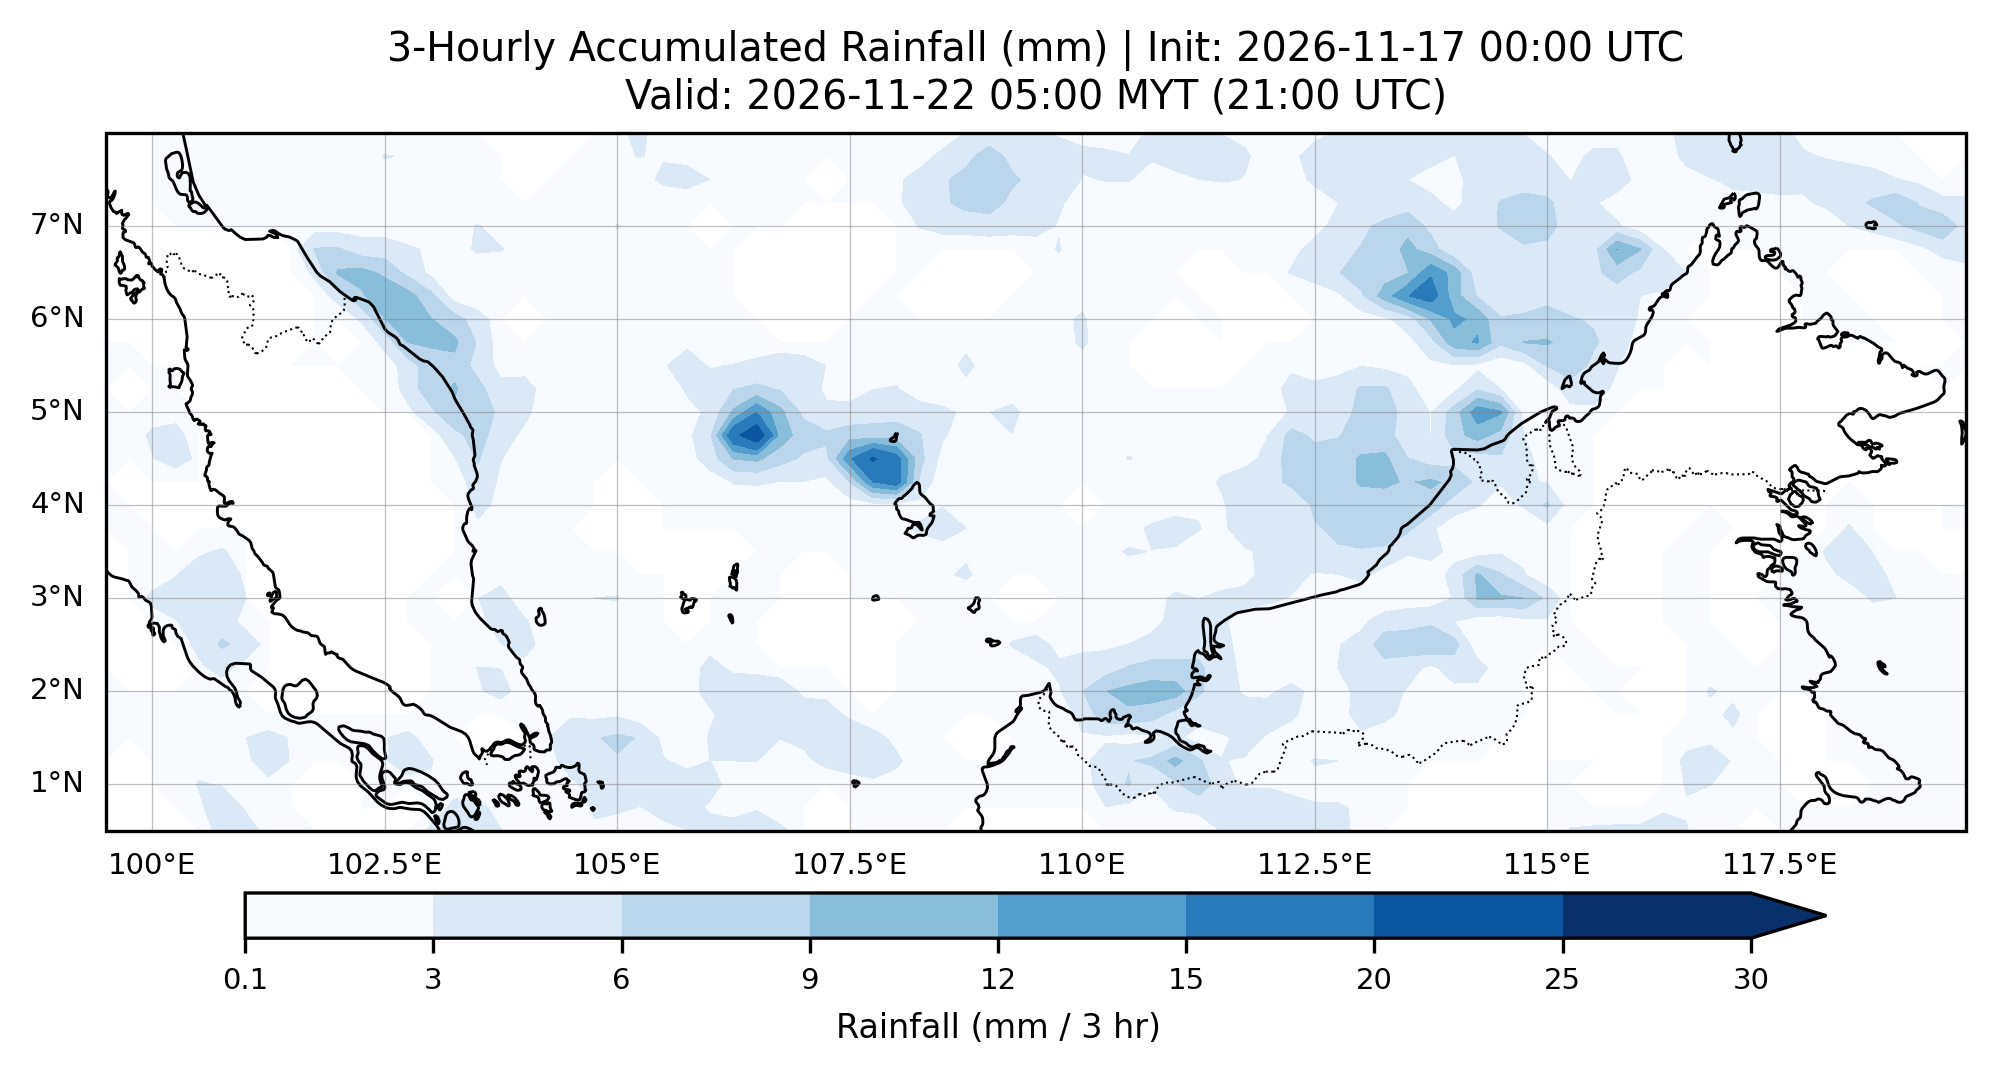 3-Hourly Accumulated Rainfall (mm) | Init: 2026-11-17 00:00 UTC
Valid: 2026-11-22 05:00 MYT (21:00 UTC)
7°N
6°N
5°N
4°N
3°N
2°N
1°N
100°E 102.5°E 105°E 107.5°E 110°E 112.5°E 115°E 117.5°E
0.1 3 6 9 12 15 20 25 30
Rainfall (mm / 3 hr)